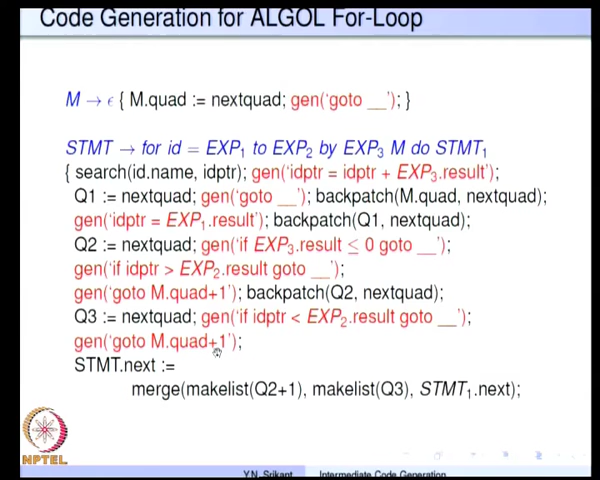 Code Generation for ALGOL For-Loop
M → ϵ { M.quad := nextquad; gen('goto __'); }
STMT → for id = EXP₁ to EXP₂ by EXP₃ M do STMT₁
{ search(id.name, idptr); gen('idptr = idptr + EXP₃.result');
Q1 := nextquad; gen('goto __'); backpatch(M.quad, nextquad);
gen('idptr = EXP₁.result'); backpatch(Q1, nextquad);
Q2 := nextquad; gen('if EXP₃.result ≤ 0 goto __');
gen('if idptr > EXP₂.result goto __');
gen('goto M.quad+1'); backpatch(Q2, nextquad);
Q3 := nextquad; gen('if idptr < EXP₂.result goto __');
gen('goto M.quad+1');
STMT.next :=
merge(makelist(Q2+1), makelist(Q3), STMT₁.next);
NPTEL
Y.N. Srikant Intermediate Code Generation